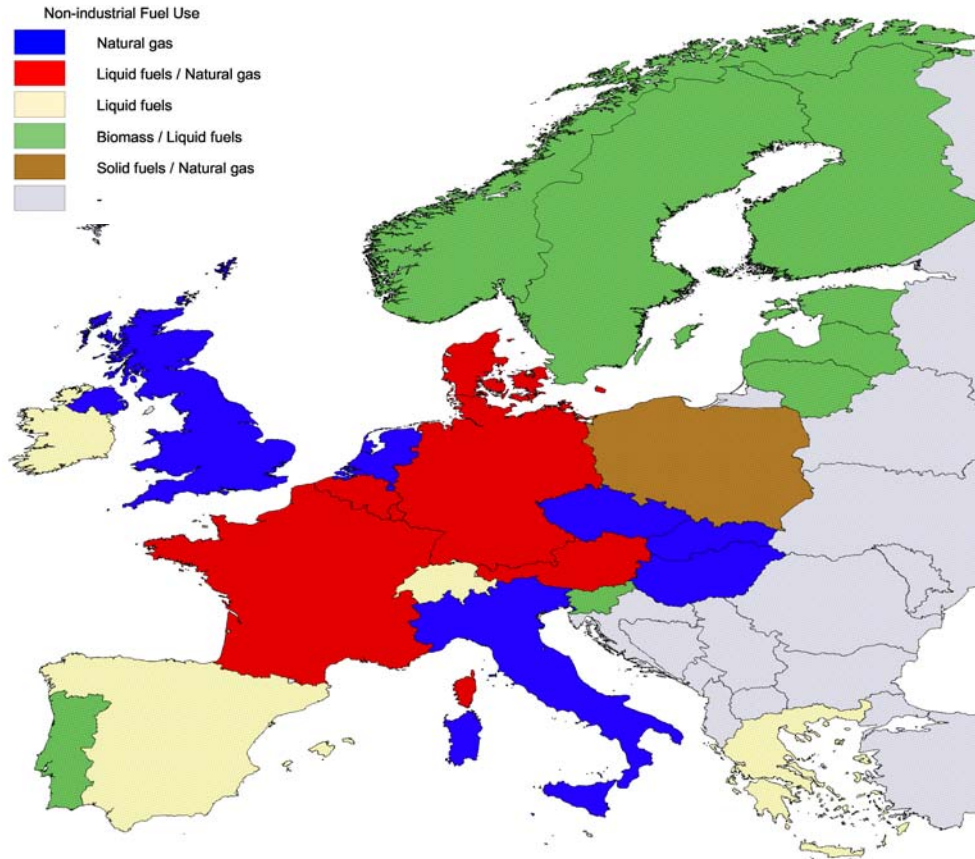 Non-industrial Fuel Use
Natural gas
Liquid fuels / Natural gas
Liquid fuels
Biomass / Liquid fuels
Solid fuels / Natural gas
-